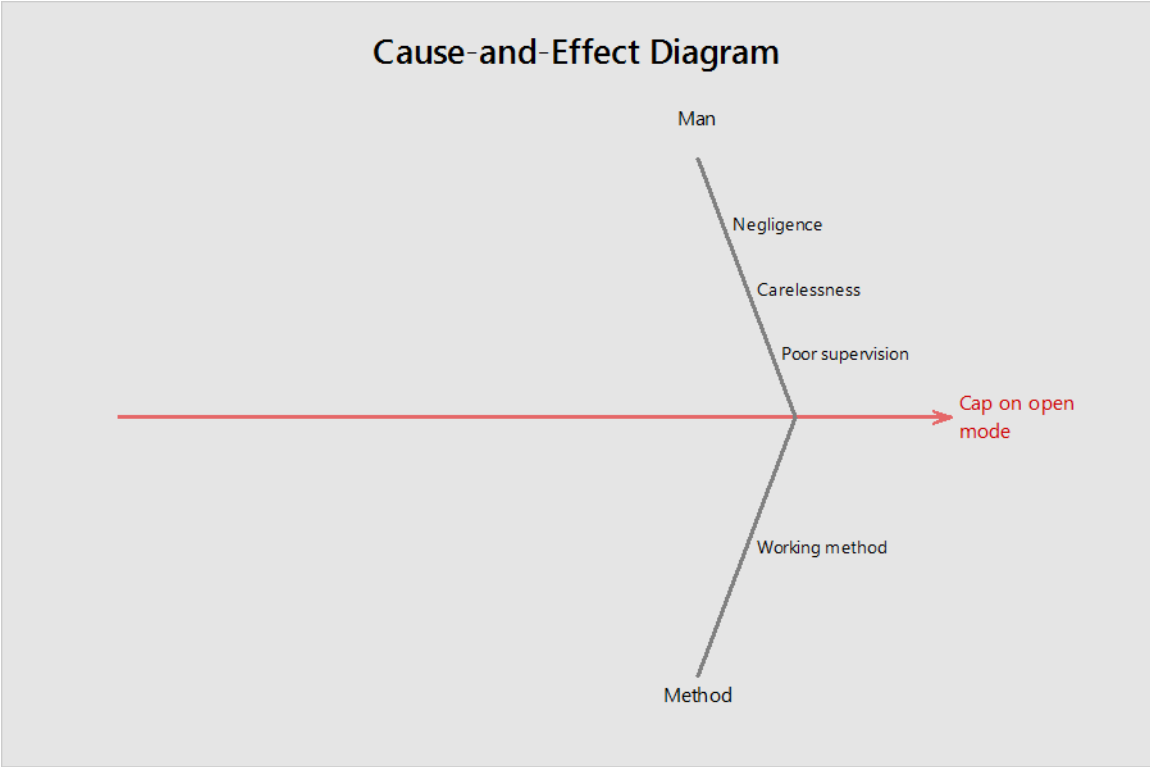 Cause-and-Effect Diagram
Man
Negligence
Carelessness
Poor supervision
Cap on open
mode
Working method
Method